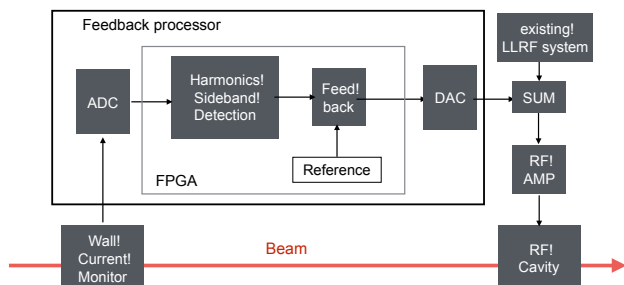 Feedback processor
existing!
LLRF system
ADC
Harmonics!
Sideband!
Detection
Feed!
back
DAC
SUM
Reference
FPGA
RF!
AMP
Wall!
Current!
Monitor
Beam
RF!
Cavity